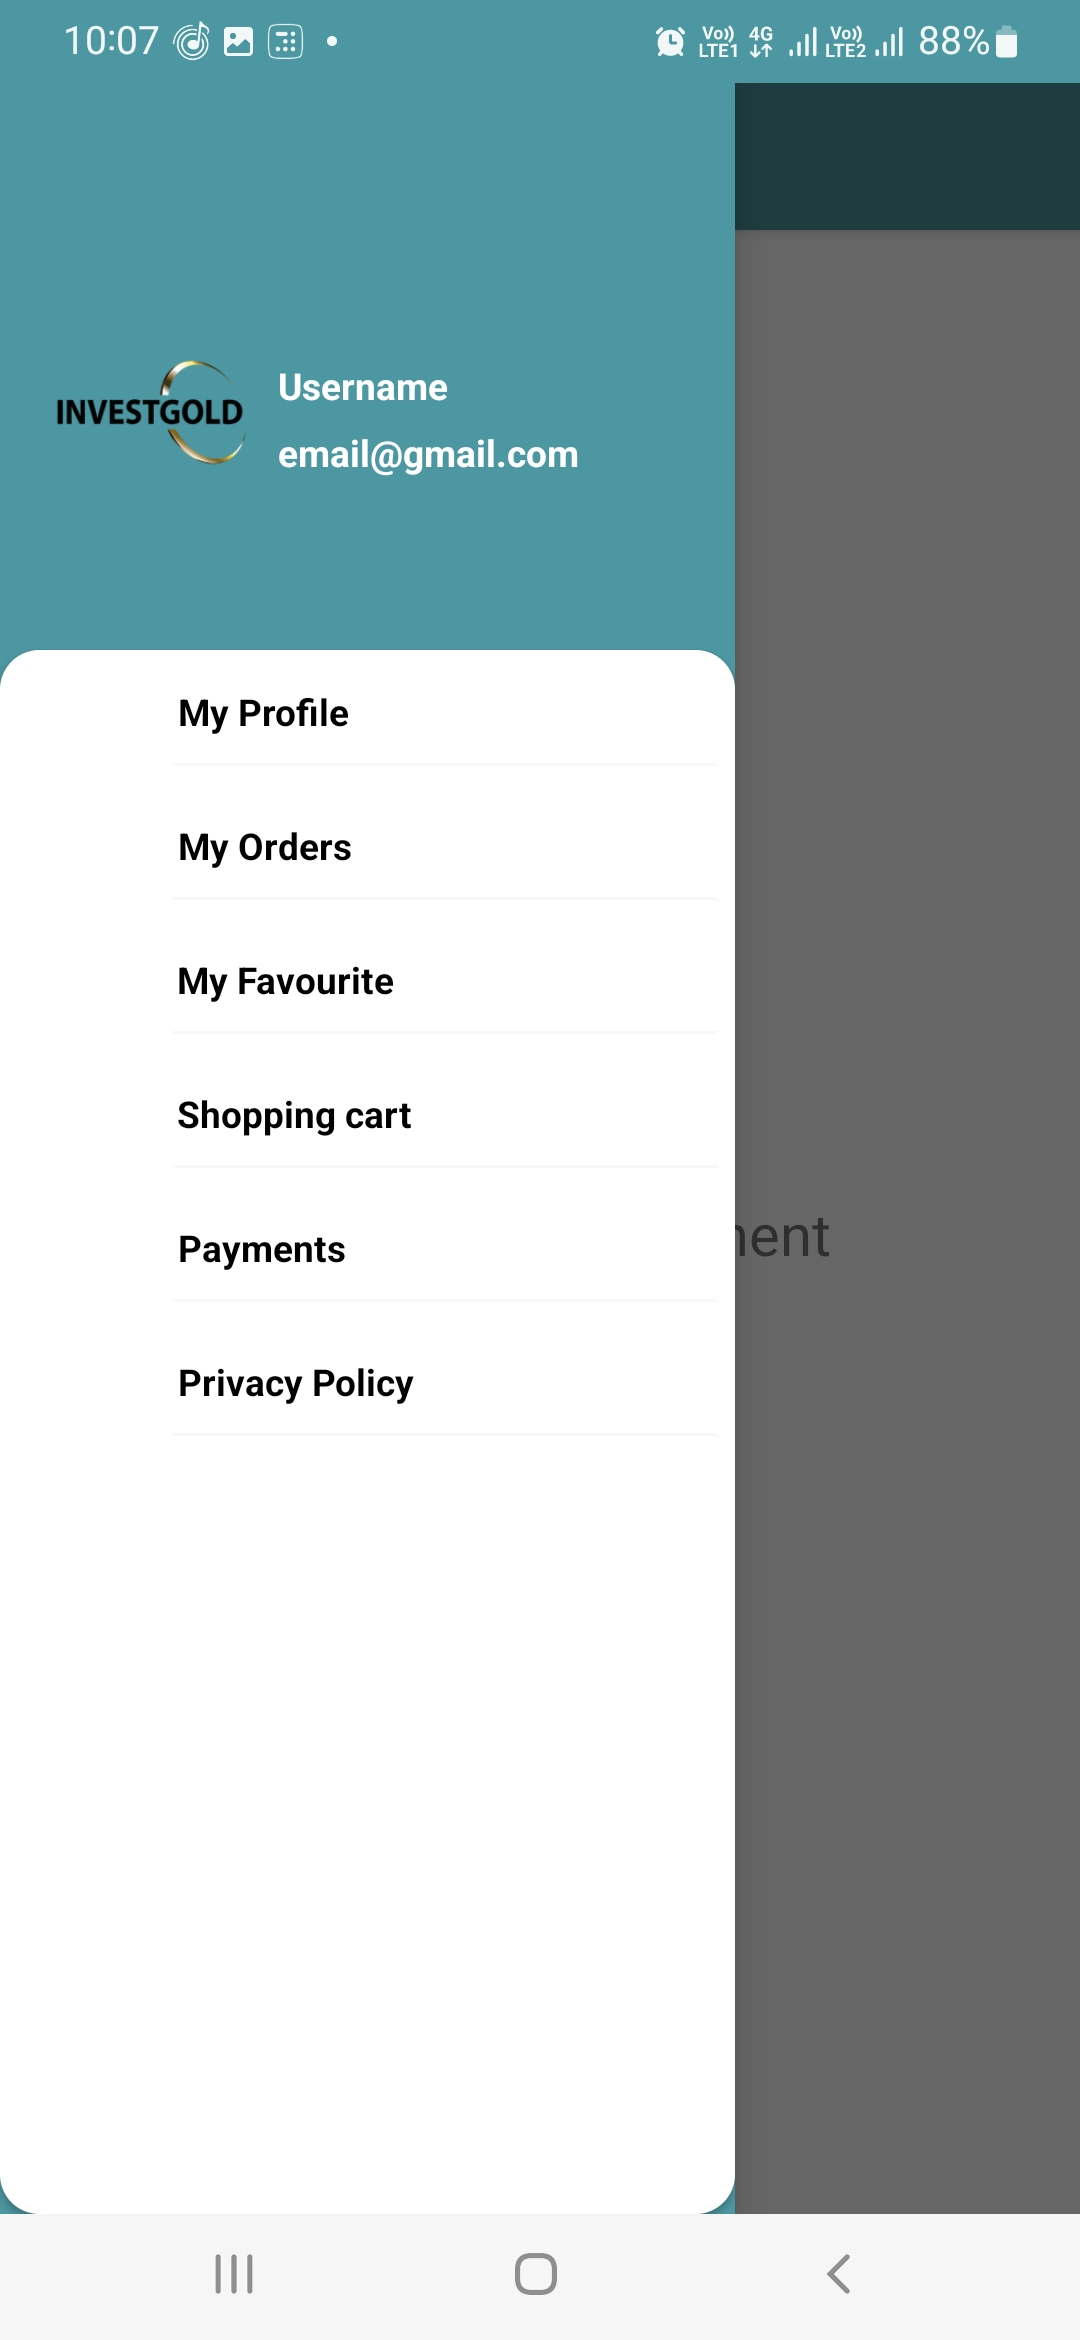 10:07
Vo)) LTE1 4G Vo)) LTE2 88%
INVESTGOLD
Username
email@gmail.com
My Profile
My Orders
My Favourite
Shopping cart
Payments
ment
Privacy Policy